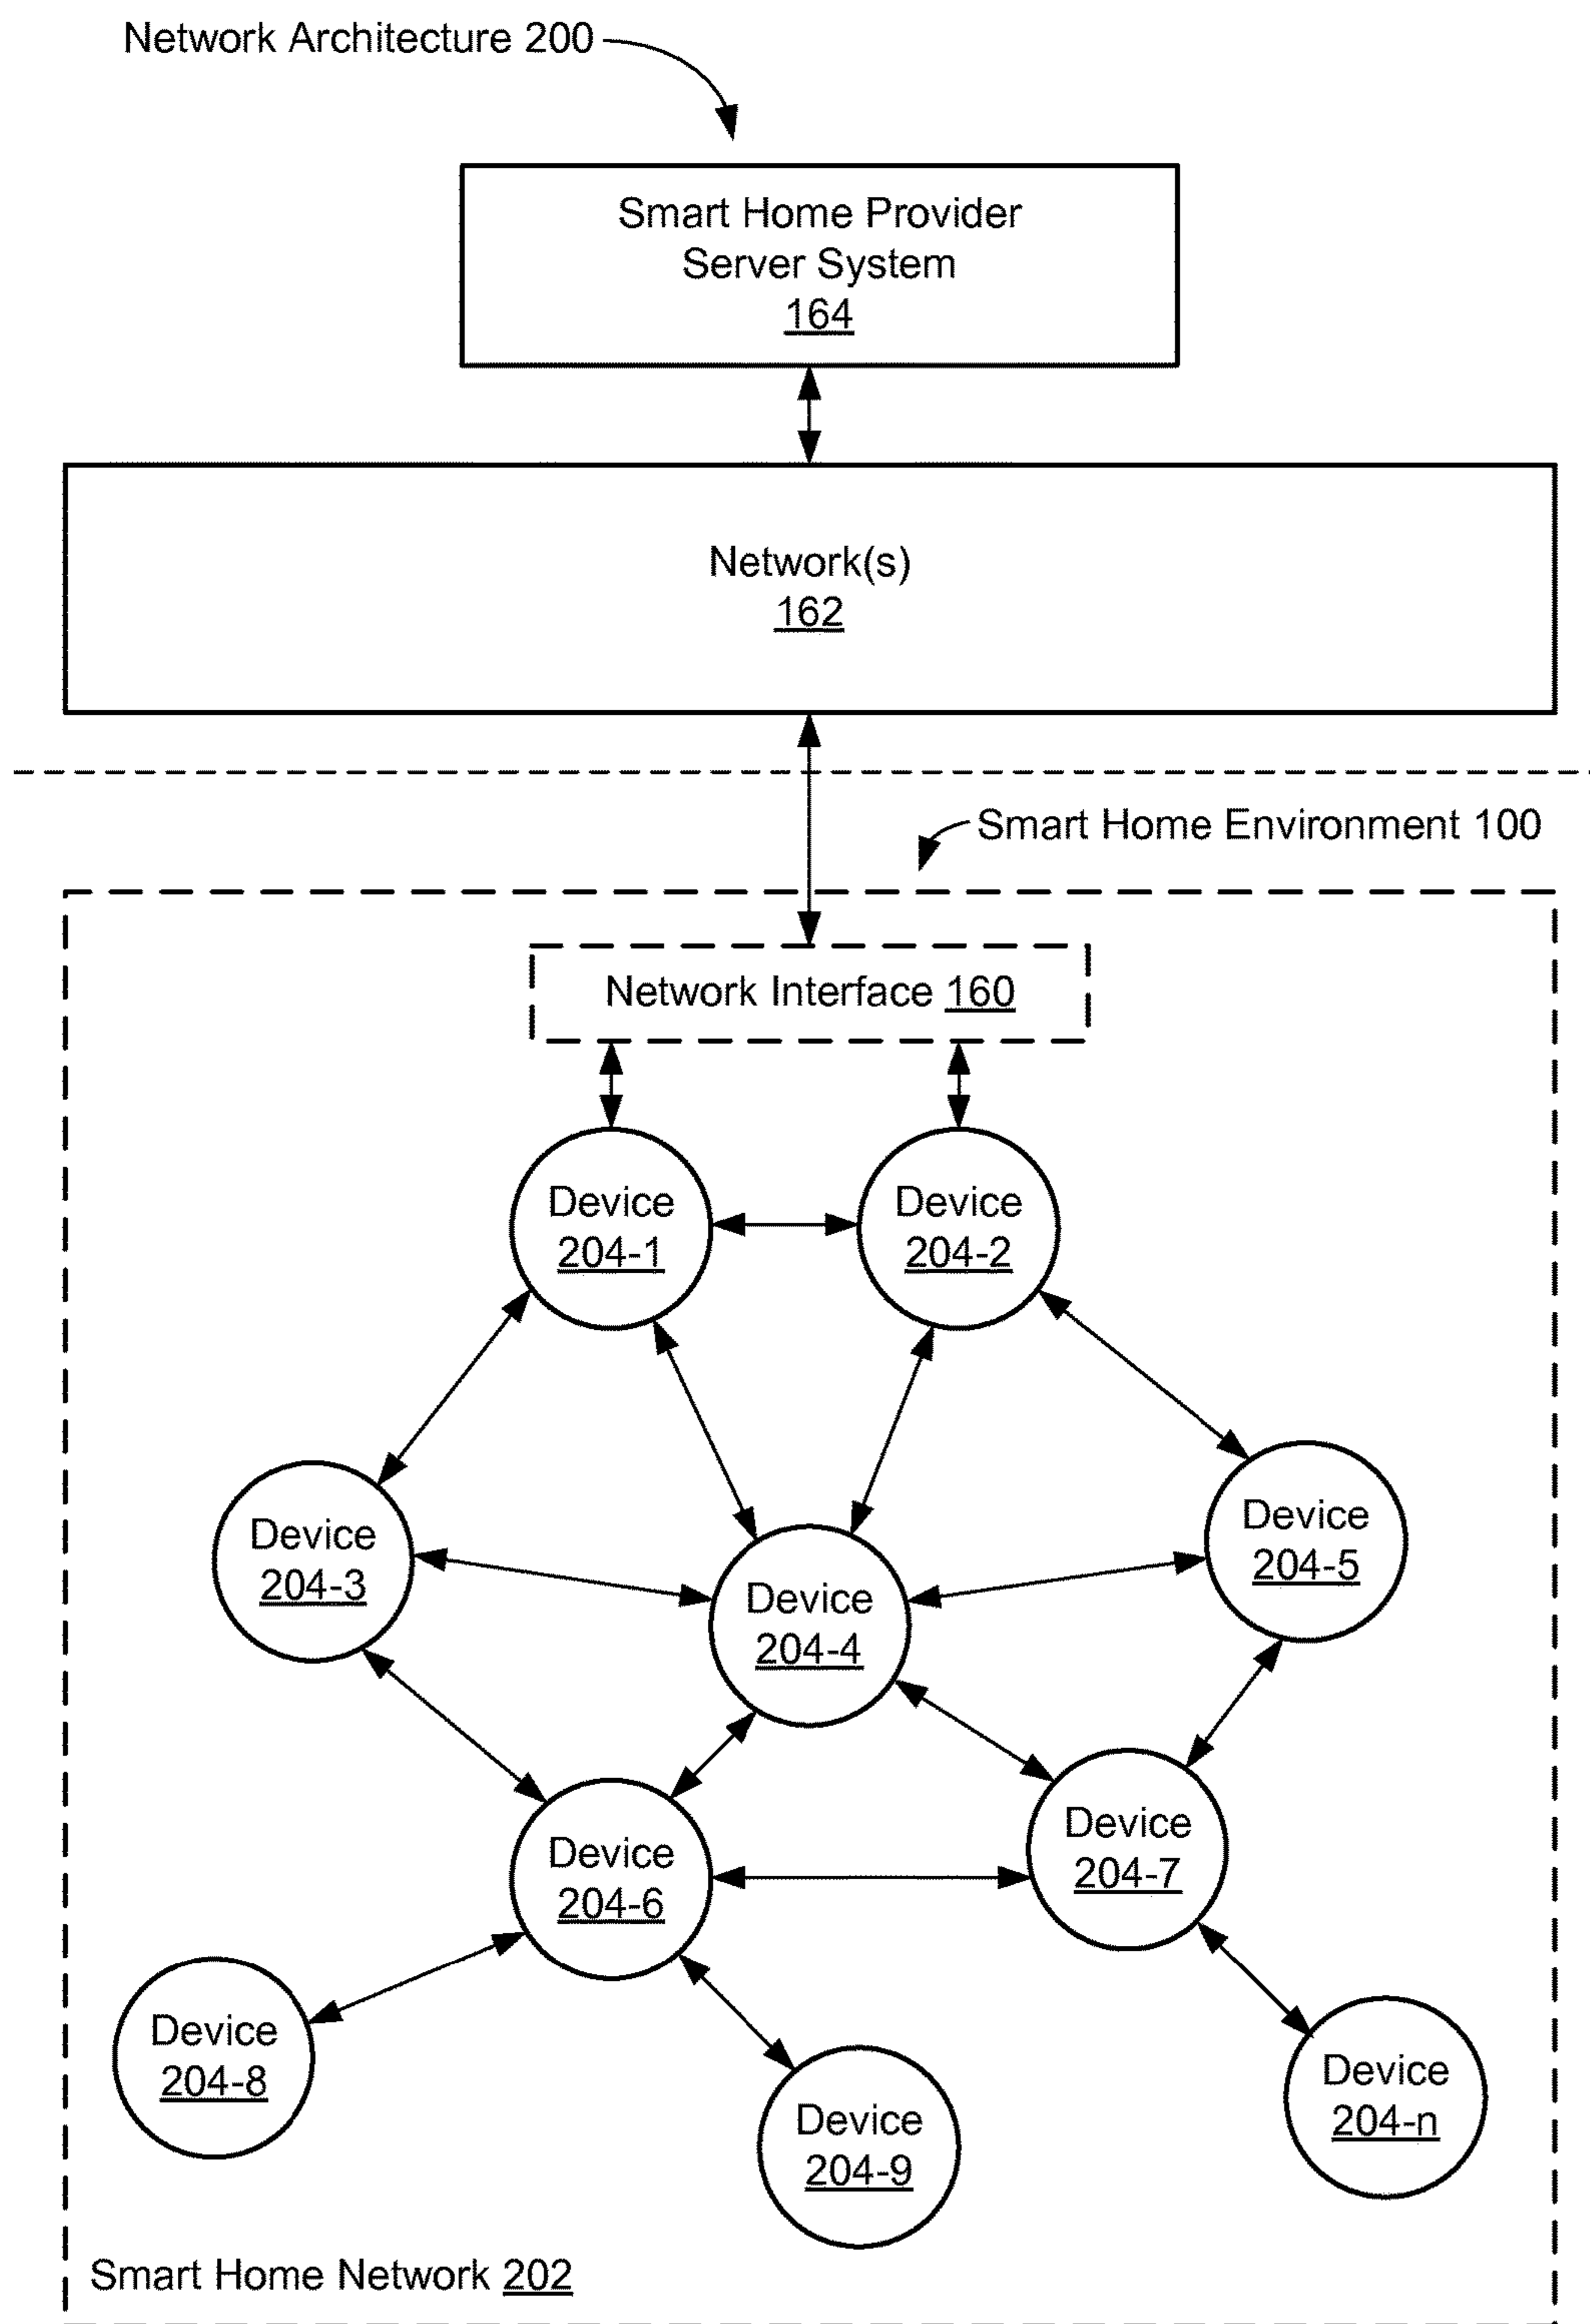 Network Architecture 200
Smart Home Provider
Server System
164
Network(s)
162
Smart Home Environment 100
Network Interface 160
Device
204-1
Device
204-2
Device
204-3
Device
204-4
Device
204-5
Device
204-6
Device
204-7
Device
204-8
Device
204-9
Device
204-n
Smart Home Network 202